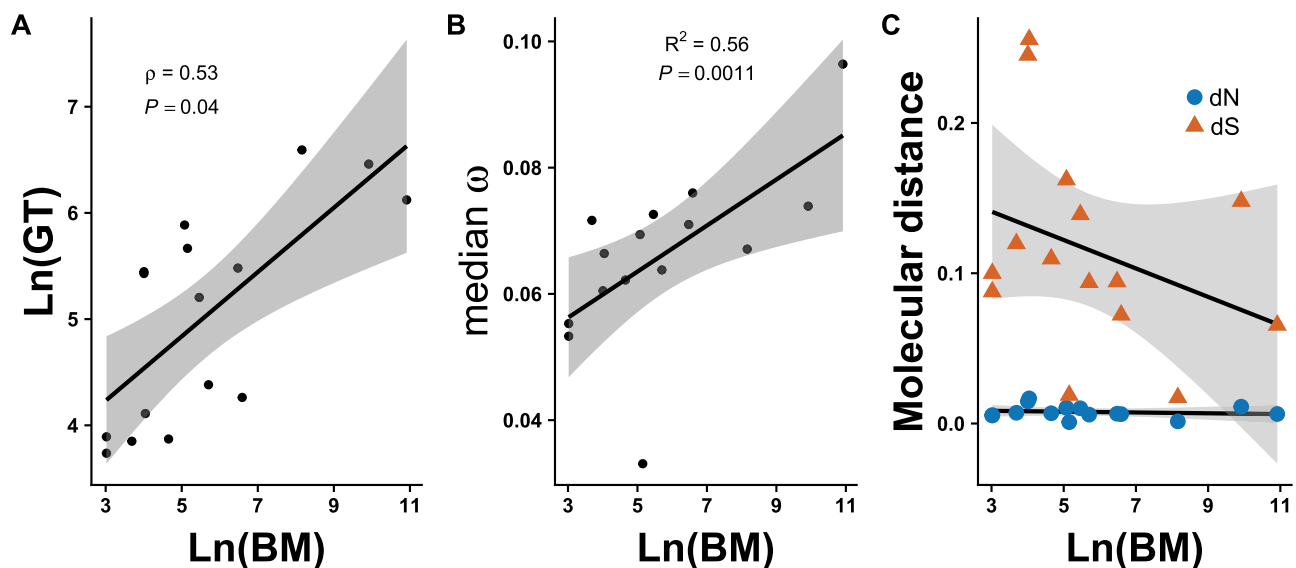 A
ρ = 0.53
P = 0.04
7
6
5
4
Ln(GT)
3 5 7 9 11
Ln(BM)
B
R² = 0.56
P = 0.0011
0.10
0.08
0.06
0.04
median ω
3 5 7 9 11
Ln(BM)
C
dN
dS
0.2
0.1
0.0
Molecular distance
3 5 7 9 11
Ln(BM)